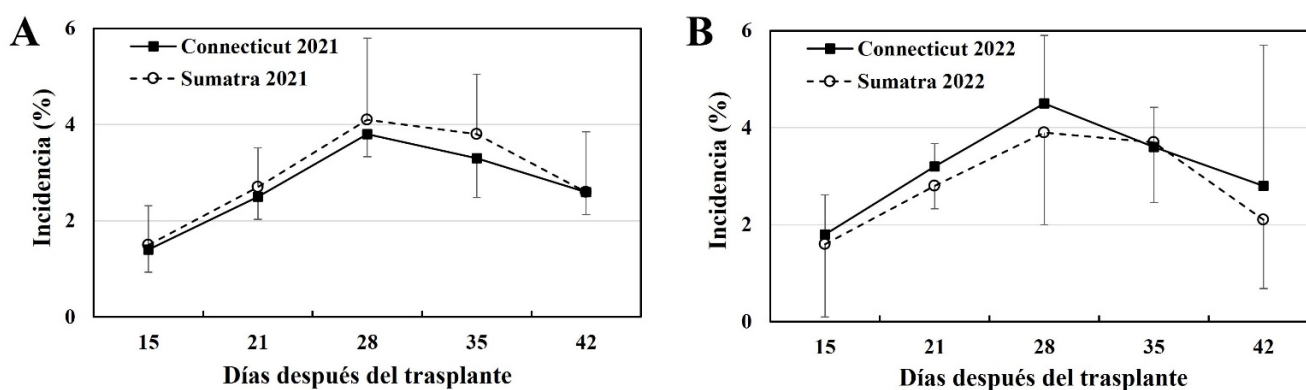 A
Connecticut 2021
Sumatra 2021
Incidencia (%)
6
4
2
0
15 21 28 35 42
Días después del trasplante
B
Connecticut 2022
Sumatra 2022
Incidencia (%)
6
4
2
0
15 21 28 35 42
Días después del trasplante